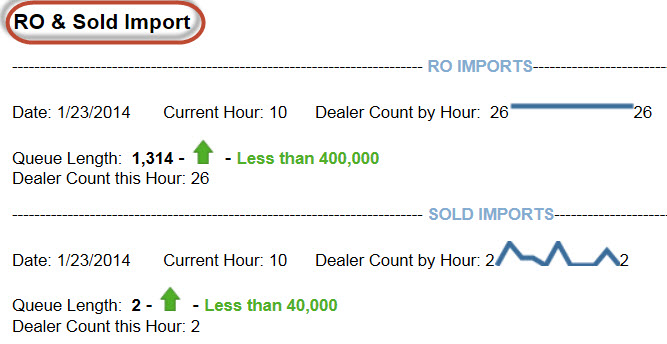 RO & Sold Import
------------------------------------------------------------------------------------ RO IMPORTS---------------------------
Date: 1/23/2014 Current Hour: 10 Dealer Count by Hour: 26 26
Queue Length: 1,314 - - Less than 400,000
Dealer Count this Hour: 26
------------------------------------------------------------------------------------ SOLD IMPORTS-----------------------
Date: 1/23/2014 Current Hour: 10 Dealer Count by Hour: 2 2
Queue Length: 2 - - Less than 40,000
Dealer Count this Hour: 2